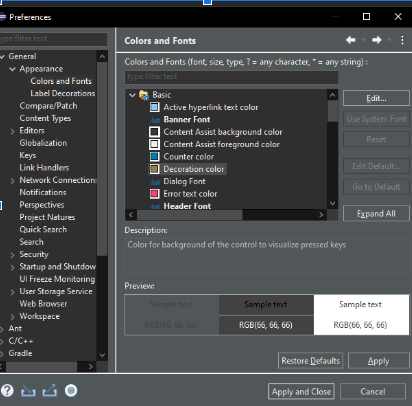 Preferences
type filter text
General
Appearance
Colors and Fonts
Label Decorations
Compare/Patch
Content Types
Editors
Globalization
Keys
Link Handlers
Network Connections
Notifications
Perspectives
Project Natures
Quick Search
Search
Security
Startup and Shutdow
UI Freeze Monitoring
User Storage Service
Web Browser
Workspace
Ant
C/C++
Gradle
Colors and Fonts
Colors and Fonts (font, size, type, ? = any character, * = any string) :
type filter text
Basic
Active hyperlink text color
Aa Banner Font
Content Assist background color
Content Assist foreground color
Counter color
Decoration color
Aa Dialog Font
Error text color
Aa Header Font
Edit...
Use System Font
Reset
Edit Default...
Go to Default
Expand All
Description:
Color for background of the control to visualize pressed keys
Preview:
Sample text Sample text Sample text
RGB(66, 66, 66) RGB(66, 66, 66) RGB(66, 66, 66)
Restore Defaults Apply
Apply and Close Cancel